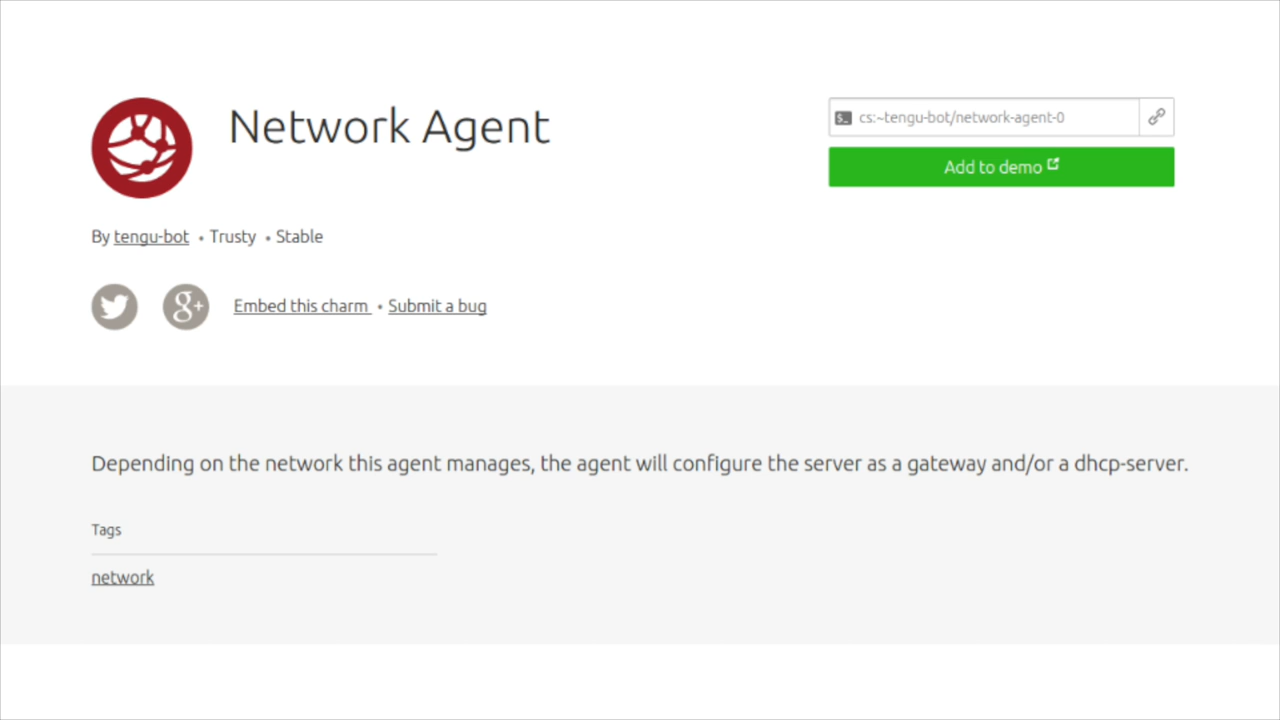 Network Agent
cs:~tengu-bot/network-agent-0
Add to demo
By tengu-bot • Trusty • Stable
g+ Embed this charm • Submit a bug
Depending on the network this agent manages, the agent will configure the server as a gateway and/or a dhcp-server.
Tags
network